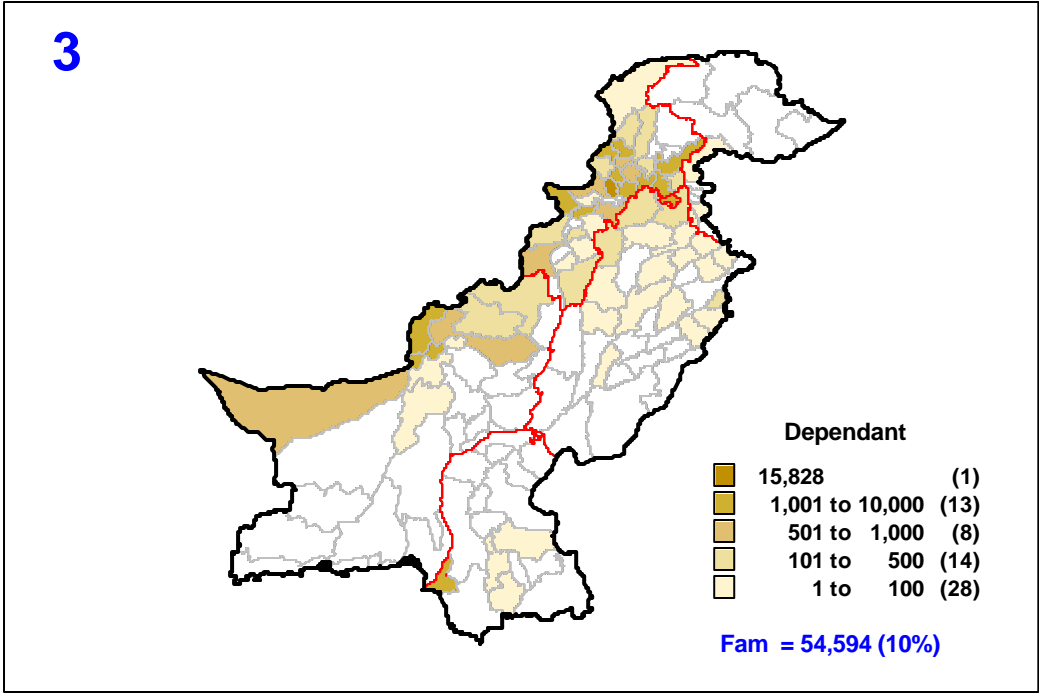 3
Dependant
15,828 (1)
1,001 to 10,000 (13)
501 to 1,000 (8)
101 to 500 (14)
1 to 100 (28)
Fam = 54,594 (10%)